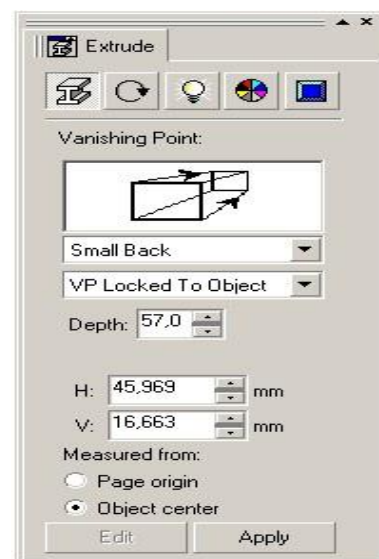 Extrude
Vanishing Point:
Small Back
VP Locked To Object
Depth: 57,0
H: 45,969 mm
V: 16,663 mm
Measured from:
Page origin
Object center
Edit Apply